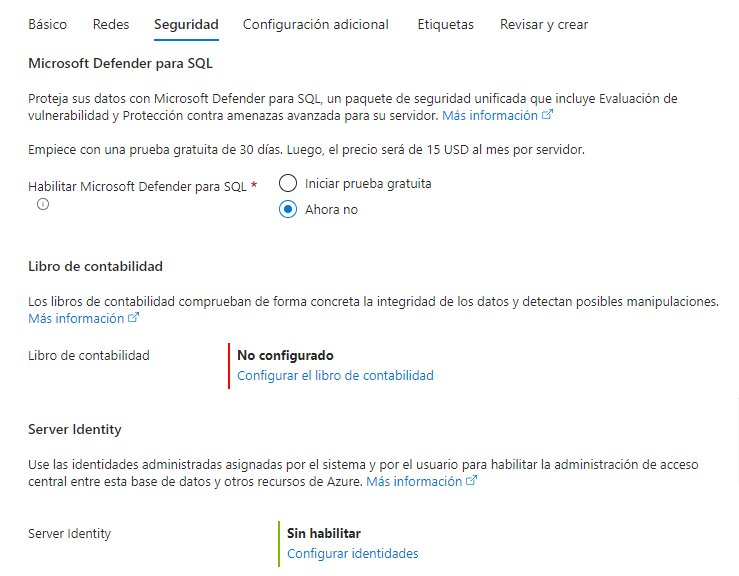 Básico Redes Seguridad Configuración adicional Etiquetas Revisar y crear
Microsoft Defender para SQL
Proteja sus datos con Microsoft Defender para SQL, un paquete de seguridad unificada que incluye Evaluación de
vulnerabilidad y Protección contra amenazas avanzada para su servidor. Más información
Empiece con una prueba gratuita de 30 días. Luego, el precio será de 15 USD al mes por servidor.
Habilitar Microsoft Defender para SQL *
Iniciar prueba gratuita
Ahora no
Libro de contabilidad
Los libros de contabilidad comprueban de forma concreta la integridad de los datos y detectan posibles manipulaciones.
Más información
Libro de contabilidad
No configurado
Configurar el libro de contabilidad
Server Identity
Use las identidades administradas asignadas por el sistema y por el usuario para habilitar la administración de acceso
central entre esta base de datos y otros recursos de Azure. Más información
Server Identity
Sin habilitar
Configurar identidades